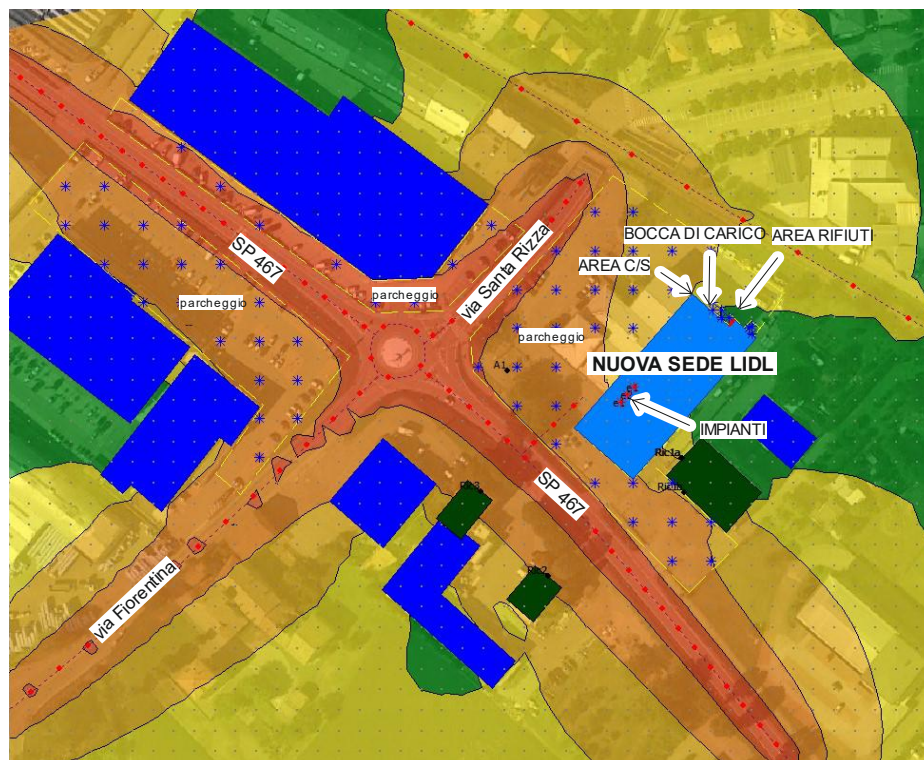 BOCCA DI CARICO
AREA RIFIUTI
AREA C/S
SP 467
via Santa Rizza
parcheggio
parcheggio
parcheggio
A1
NUOVA SEDE LIDL
IMPIANTI
Ric1a
SP 467
via Fiorentina